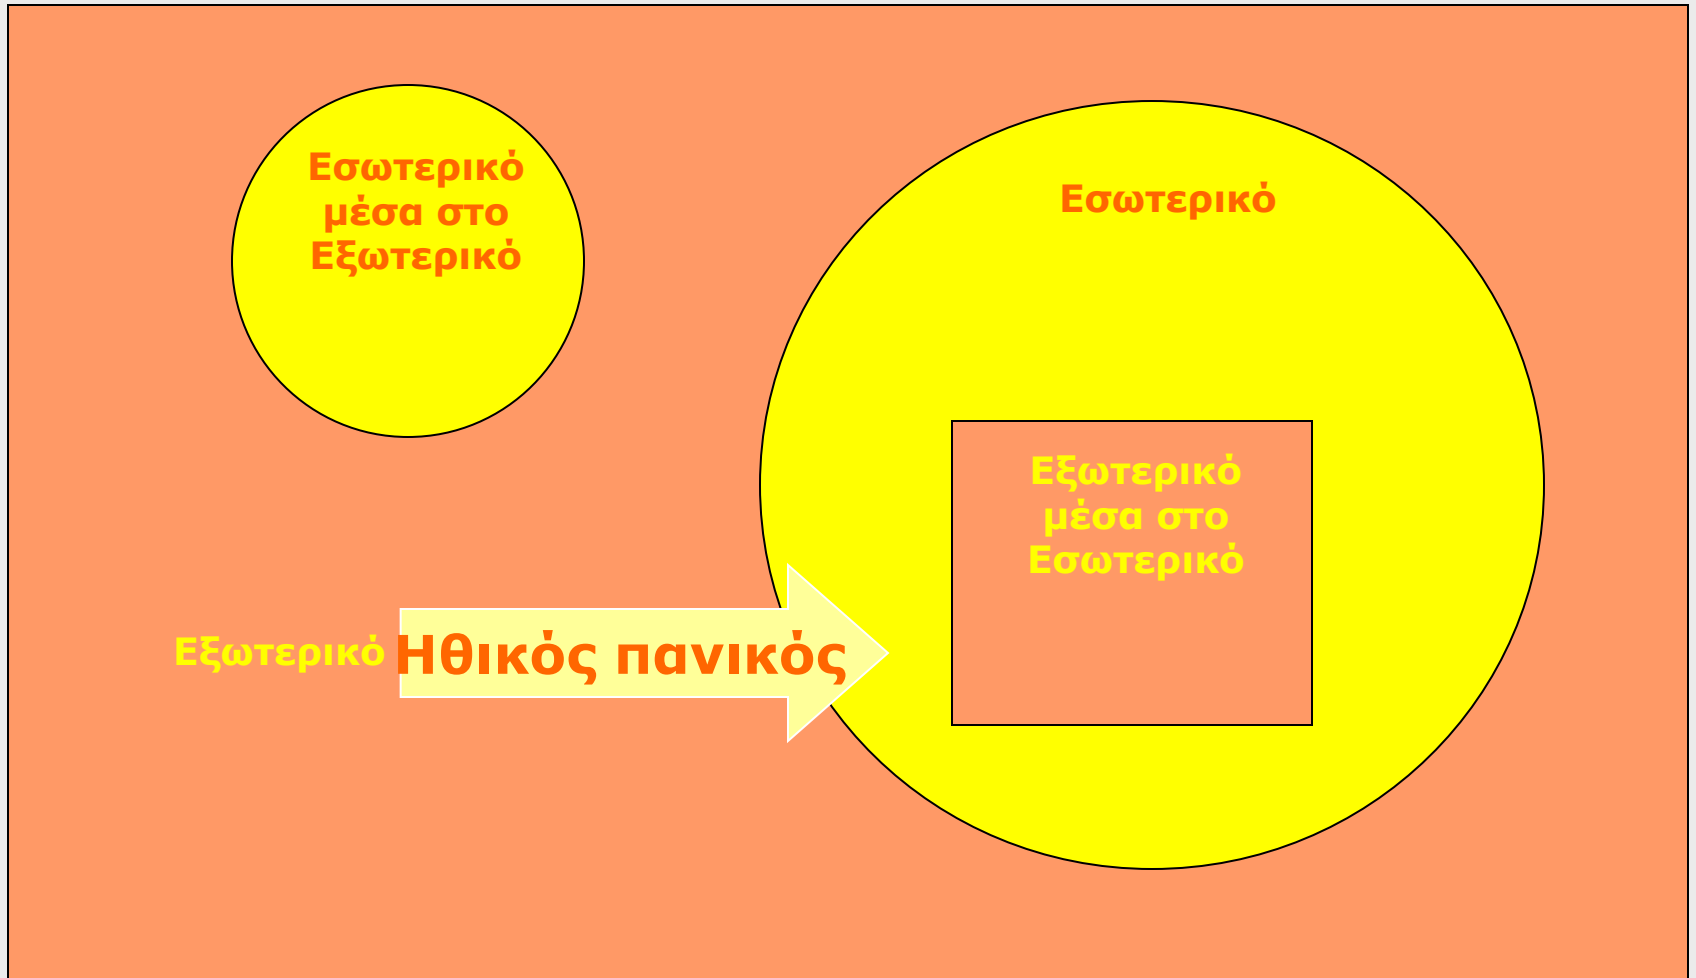 Εσωτερικό
μέσα στο
Εξωτερικό
Εσωτερικό
Εξωτερικό
μέσα στο
Εσωτερικό
Εξωτερικό
Ηθικός πανικός